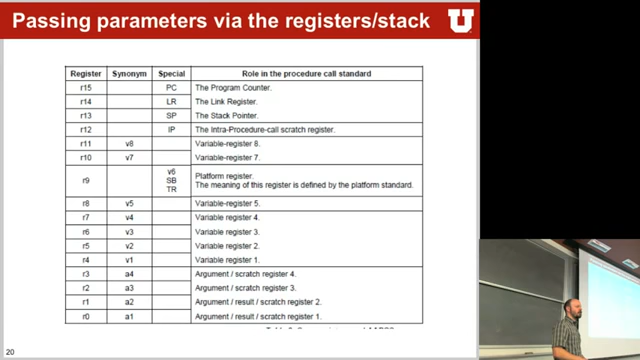 Passing parameters via the registers/stack
U
Register Synonym Special Role in the procedure call standard
r15 PC The Program Counter.
r14 LR The Link Register.
r13 SP The Stack Pointer.
r12 IP The Intra-Procedure-call scratch register.
r11 v8 Variable-register 8.
r10 v7 Variable-register 7.
r9 v6 SB TR Platform register.
The meaning of this register is defined by the platform standard.
r8 v5 Variable-register 5.
r7 v4 Variable register 4.
r6 v3 Variable register 3.
r5 v2 Variable register 2.
r4 v1 Variable register 1.
r3 a4 Argument / scratch register 4.
r2 a3 Argument / scratch register 3.
r1 a2 Argument / result / scratch register 2.
r0 a1 Argument / result / scratch register 1.
20